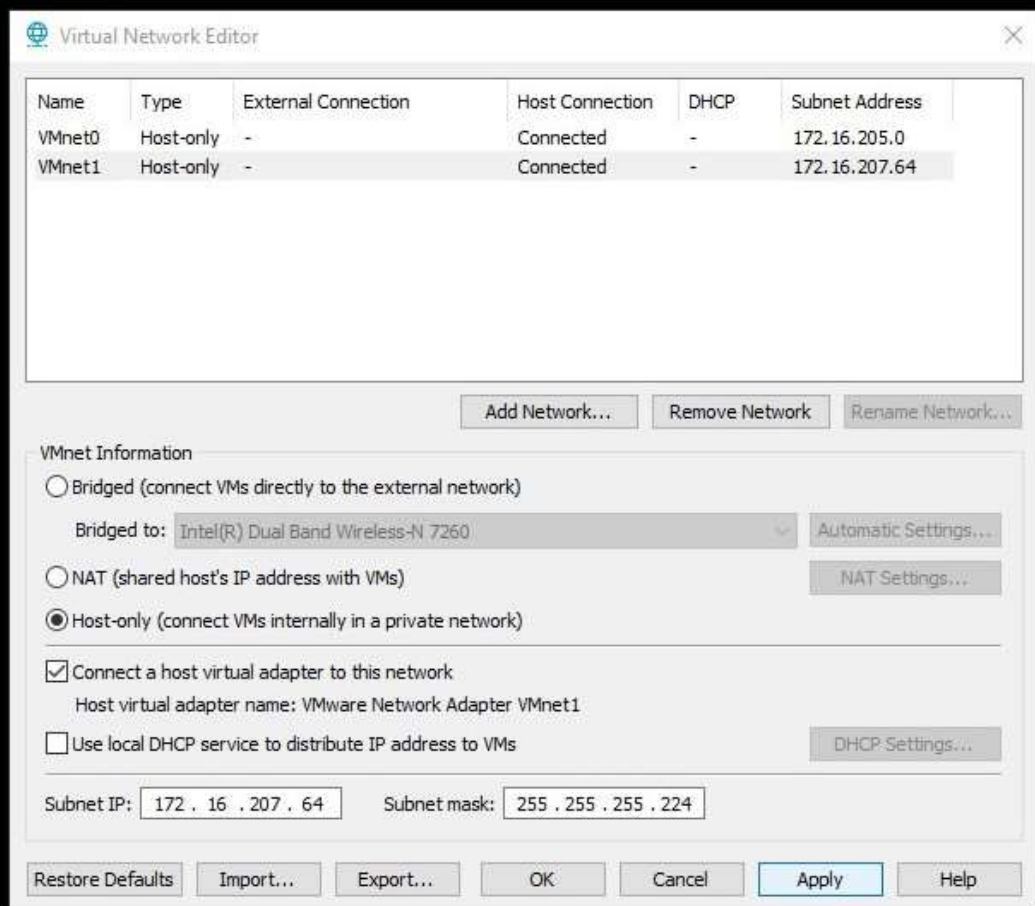 Virtual Network Editor
Name Type External Connection Host Connection DHCP Subnet Address
VMnet0 Host-only - Connected - 172.16.205.0
VMnet1 Host-only - Connected - 172.16.207.64
Add Network... Remove Network Rename Network...
VMnet Information
Bridged (connect VMs directly to the external network)
Bridged to: Intel(R) Dual Band Wireless-N 7260 Automatic Settings...
NAT (shared host's IP address with VMs) NAT Settings...
Host-only (connect VMs internally in a private network)
Connect a host virtual adapter to this network
Host virtual adapter name: VMware Network Adapter VMnet1
Use local DHCP service to distribute IP address to VMs DHCP Settings...
Subnet IP: 172 . 16 . 207 . 64 Subnet mask: 255 . 255 . 255 . 224
Restore Defaults Import... Export... OK Cancel Apply Help